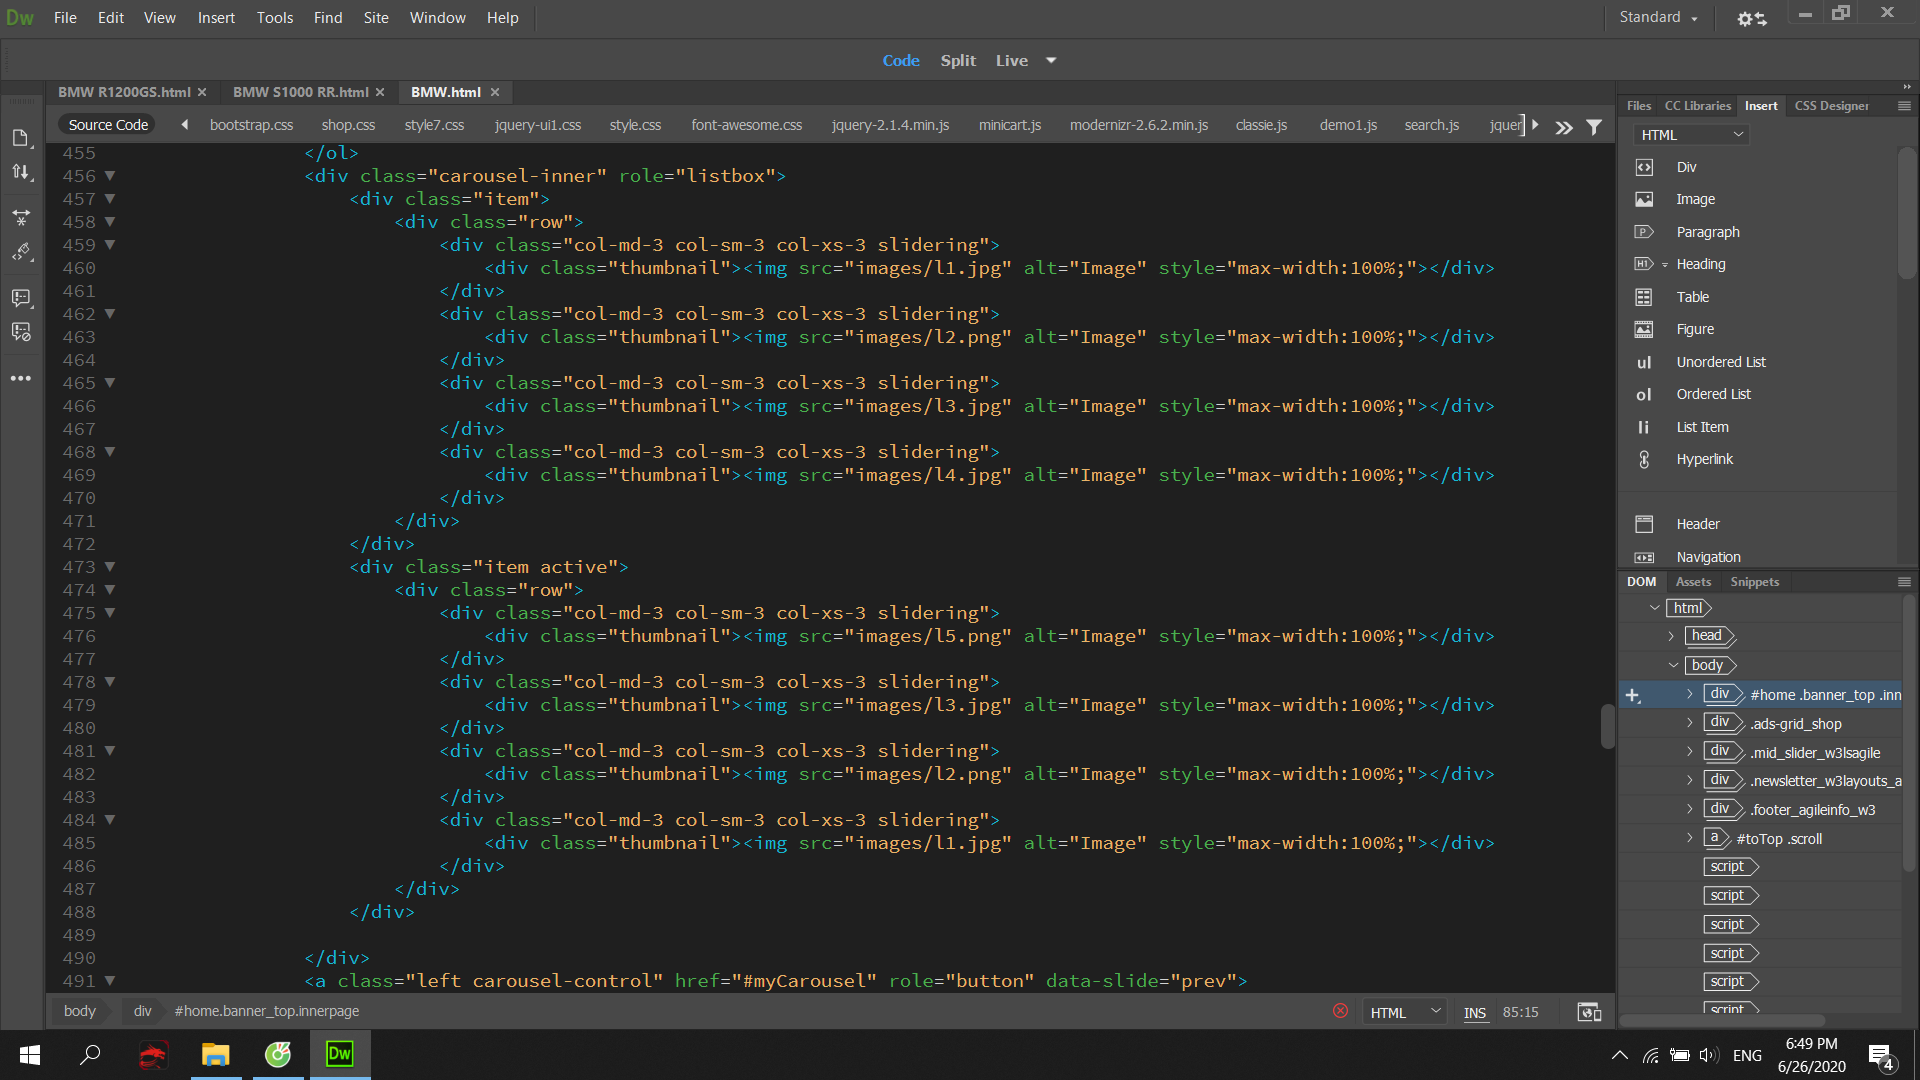 Dw File Edit View Insert Tools Find Site Window Help Standard
Code Split Live
BMW R1200GS.html BMW S1000 RR.html BMW.html
Source Code bootstrap.css shop.css style7.css jquery-ui1.css style.css font-awesome.css jquery-2.1.4.min.js minicart.js modernizr-2.6.2.min.js classie.js demo1.js search.js jquer
455 </ol>
456 <div class="carousel-inner" role="listbox">
457 <div class="item">
458 <div class="row">
459 <div class="col-md-3 col-sm-3 col-xs-3 slidering">
460 <div class="thumbnail"><img src="images/l1.jpg" alt="Image" style="max-width:100%;"></div>
461 </div>
462 <div class="col-md-3 col-sm-3 col-xs-3 slidering">
463 <div class="thumbnail"><img src="images/l2.png" alt="Image" style="max-width:100%;"></div>
464 </div>
465 <div class="col-md-3 col-sm-3 col-xs-3 slidering">
466 <div class="thumbnail"><img src="images/l3.jpg" alt="Image" style="max-width:100%;"></div>
467 </div>
468 <div class="col-md-3 col-sm-3 col-xs-3 slidering">
469 <div class="thumbnail"><img src="images/l4.jpg" alt="Image" style="max-width:100%;"></div>
470 </div>
471 </div>
472 </div>
473 <div class="item active">
474 <div class="row">
475 <div class="col-md-3 col-sm-3 col-xs-3 slidering">
476 <div class="thumbnail"><img src="images/l5.png" alt="Image" style="max-width:100%;"></div>
477 </div>
478 <div class="col-md-3 col-sm-3 col-xs-3 slidering">
479 <div class="thumbnail"><img src="images/l3.jpg" alt="Image" style="max-width:100%;"></div>
480 </div>
481 <div class="col-md-3 col-sm-3 col-xs-3 slidering">
482 <div class="thumbnail"><img src="images/l2.png" alt="Image" style="max-width:100%;"></div>
483 </div>
484 <div class="col-md-3 col-sm-3 col-xs-3 slidering">
485 <div class="thumbnail"><img src="images/l1.jpg" alt="Image" style="max-width:100%;"></div>
486 </div>
487 </div>
488 </div>
489
490 </div>
491 <a class="left carousel-control" href="#myCarousel" role="button" data-slide="prev">
body div #home.banner_top.innerpage HTML INS 85:15
Files CC Libraries Insert CSS Designer
HTML
Div
Image
P Paragraph
H1 Heading
Table
Figure
ul Unordered List
ol Ordered List
li List Item
Hyperlink
Header
Navigation
DOM Assets Snippets
html
head
body
div #home .banner_top .inn
div .ads-grid_shop
div .mid_slider_w3lsagile
div .newsletter_w3layouts_a
div .footer_agileinfo_w3
a #toTop .scroll
script
script
script
script
script
script
Dw ENG 6:49 PM
6/26/2020 4